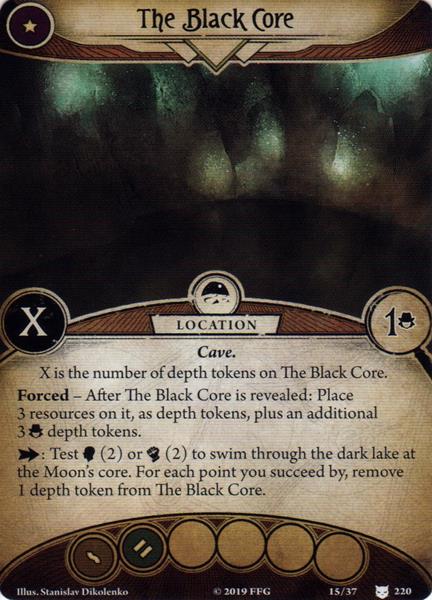 The Black Core
X
LOCATION
1
Cave.
X is the number of depth tokens on The Black Core.
Forced – After The Black Core is revealed: Place
3 resources on it, as depth tokens, plus an additional
3 depth tokens.
: Test (2) or (2) to swim through the dark lake at
the Moon's core. For each point you succeed by, remove
1 depth token from The Black Core.
Illus. Stanislav Dikolenko
© 2019 FFG
15/37
220